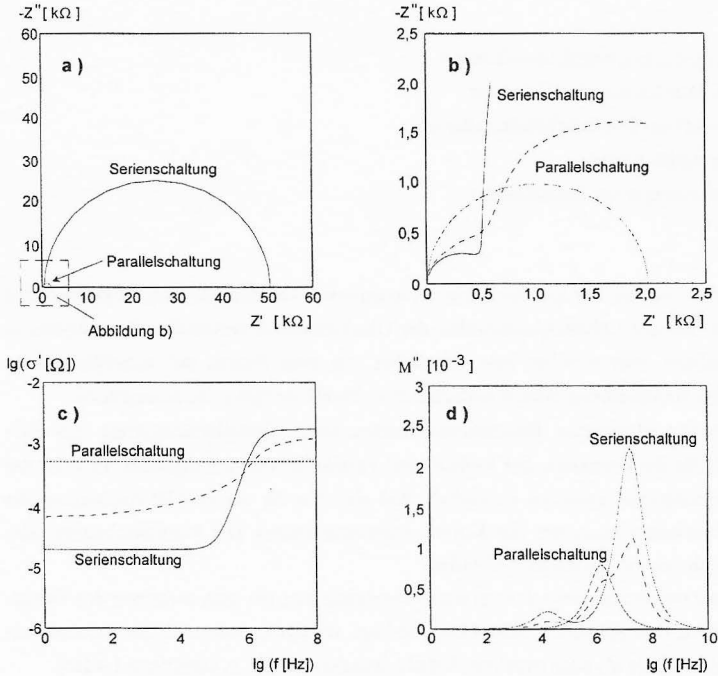 -Z" [ kΩ ]
60
50
40
30
20
10
0
a )
Serienschaltung
Parallelschaltung
0 10 20 30 40 50 60
Z' [ kΩ ]
Abbildung b)
-Z" [ kΩ ]
2,5
2,0
1,5
1,0
0,5
0
b )
Serienschaltung
Parallelschaltung
0 0,5 1,0 1,5 2,0 2,5
Z' [ kΩ ]
lg (σ' [Ω])
-2
-3
-4
-5
-6
c )
Parallelschaltung
Serienschaltung
0 2 4 6 8
lg (f [Hz])
M" [10⁻³]
3
2,5
2
1,5
1
0,5
0
d )
Serienschaltung
Parallelschaltung
0 2 4 6 8 10
lg (f [Hz])